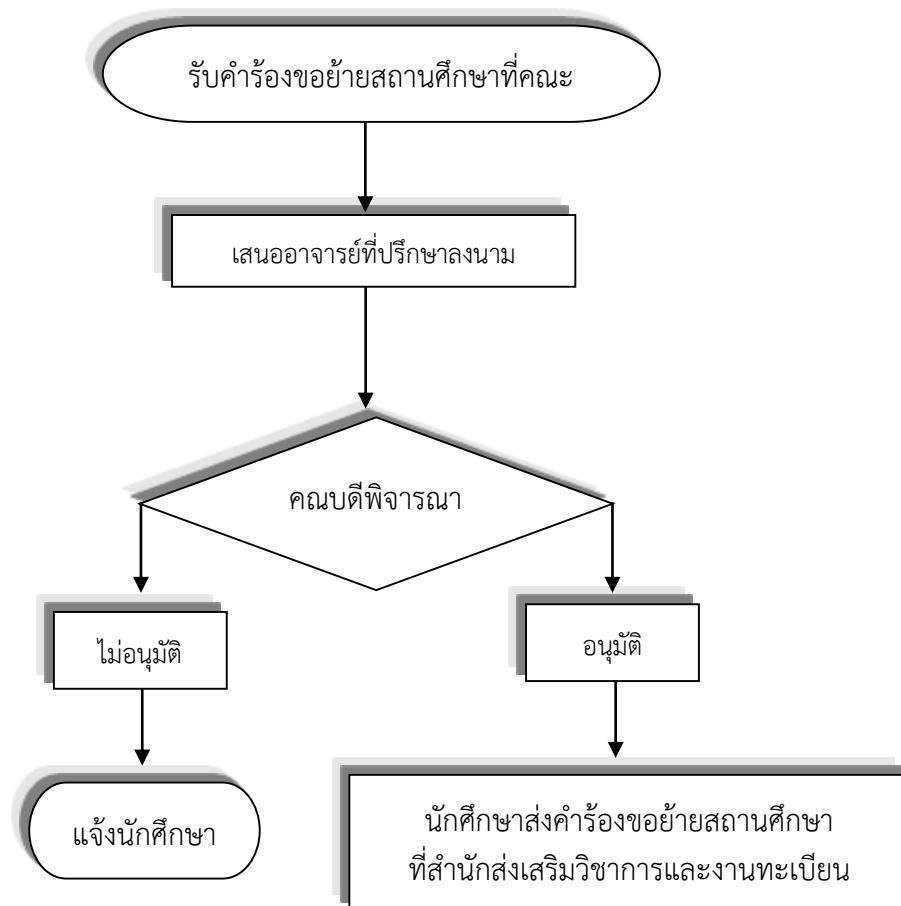 รับคำร้องขอย้ายสถานศึกษาที่คณะ
เสนออาจารย์ที่ปรึกษาลงนาม
คณบดีพิจารณา
ไม่อนุมัติ
อนุมัติ
แจ้งนักศึกษา
นักศึกษาส่งคำร้องขอย้ายสถานศึกษา
ที่สำนักส่งเสริมวิชาการและงานทะเบียน